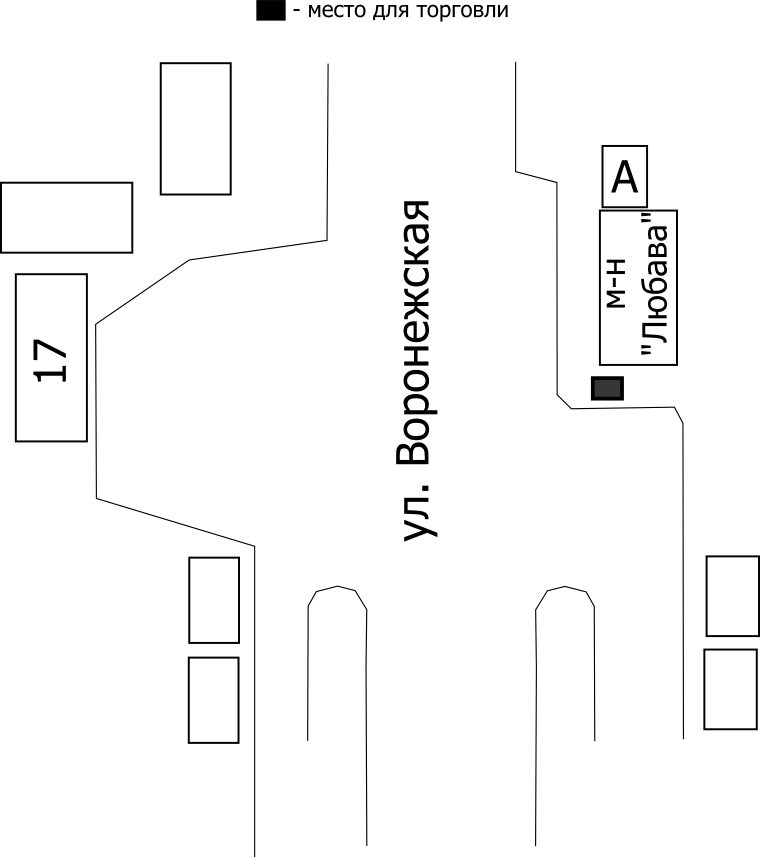 - место для торговли
А
м-н
"Любава"
17
ул. Воронежская